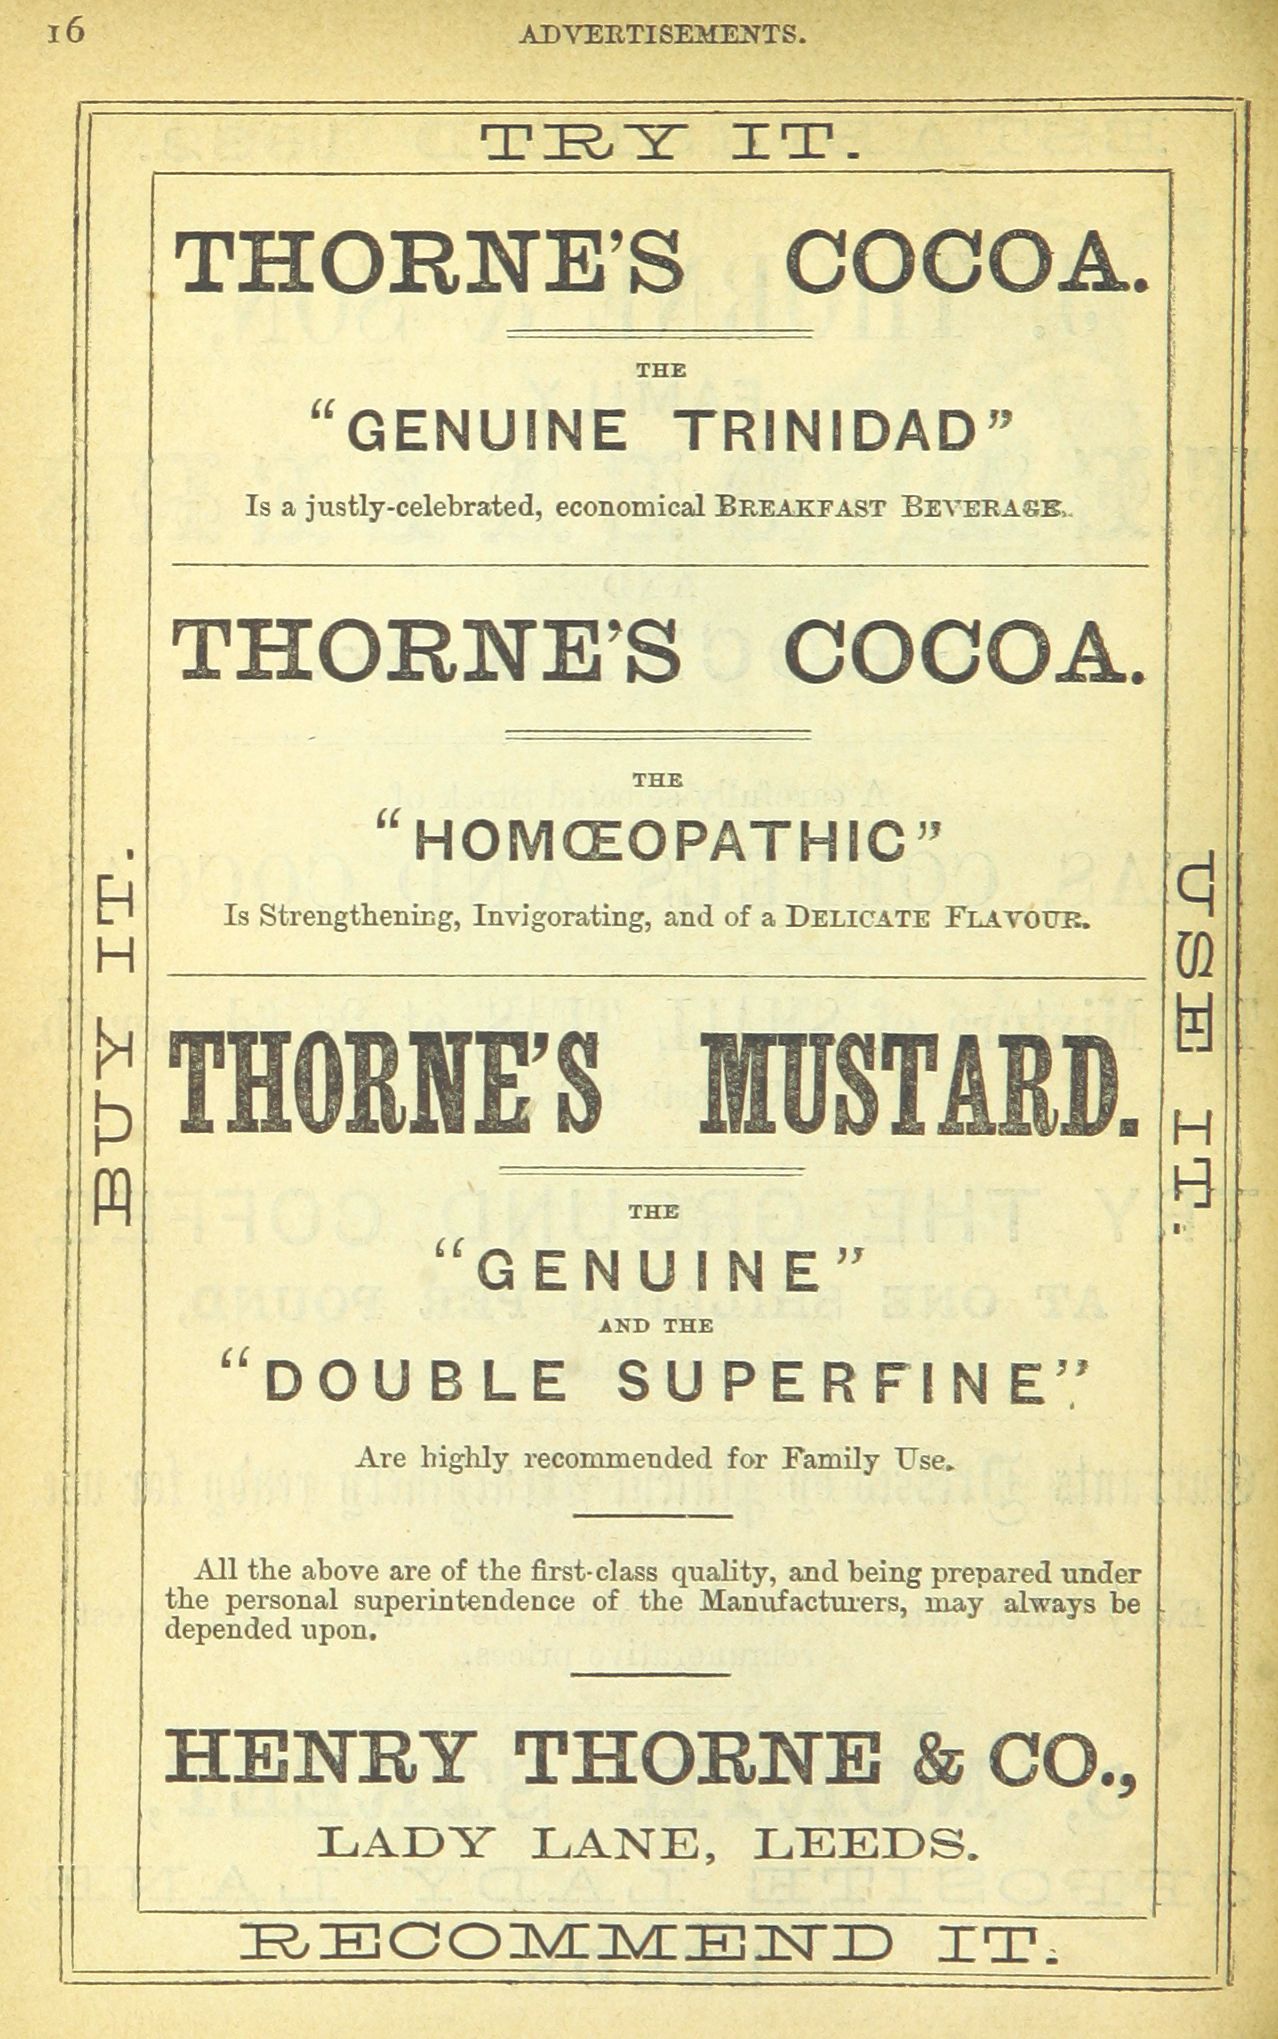 16
ADVERTISEMENTS.
TRY IT.
BUY IT.
THORNE'S COCOA.
THE
"GENUINE TRINIDAD"
Is a justly-celebrated, economical BREAKFAST BEVERAGE.
THORNE'S COCOA.
THE
"HOMŒOPATHIC"
Is Strengthening, Invigorating, and of a DELICATE FLAVOUR.
THORNE'S MUSTARD.
THE
"GENUINE"
AND THE
"DOUBLE SUPERFINE"
Are highly recommended for Family Use.
All the above are of the first-class quality, and being prepared under
the personal superintendence of the Manufacturers, may always be
depended upon.
HENRY THORNE & CO.,
LADY LANE, LEEDS.
USE IT.
RECOMMEND IT.